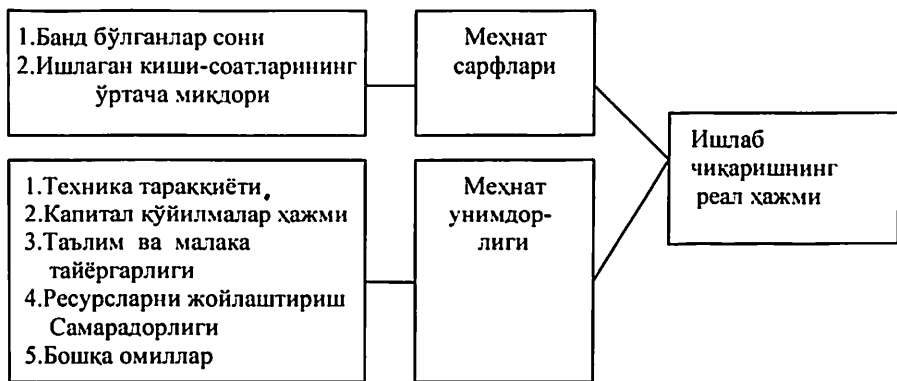 1.Банд бўлганлар сони
2.Ишлаган киши-соатларининг
ўртача миқдори
Меҳнат
сарфлари
Ишлаб
чиқаришнинг
реал ҳажми
1.Техника тараққиёти,
2.Капитал қўйилмалар ҳажми
3.Таълим ва малака
тайёргарлиги
4.Ресурсларни жойлаштириш
Самарадорлиги
5.Бошқа омиллар
Меҳнат
унимдор-
лиги